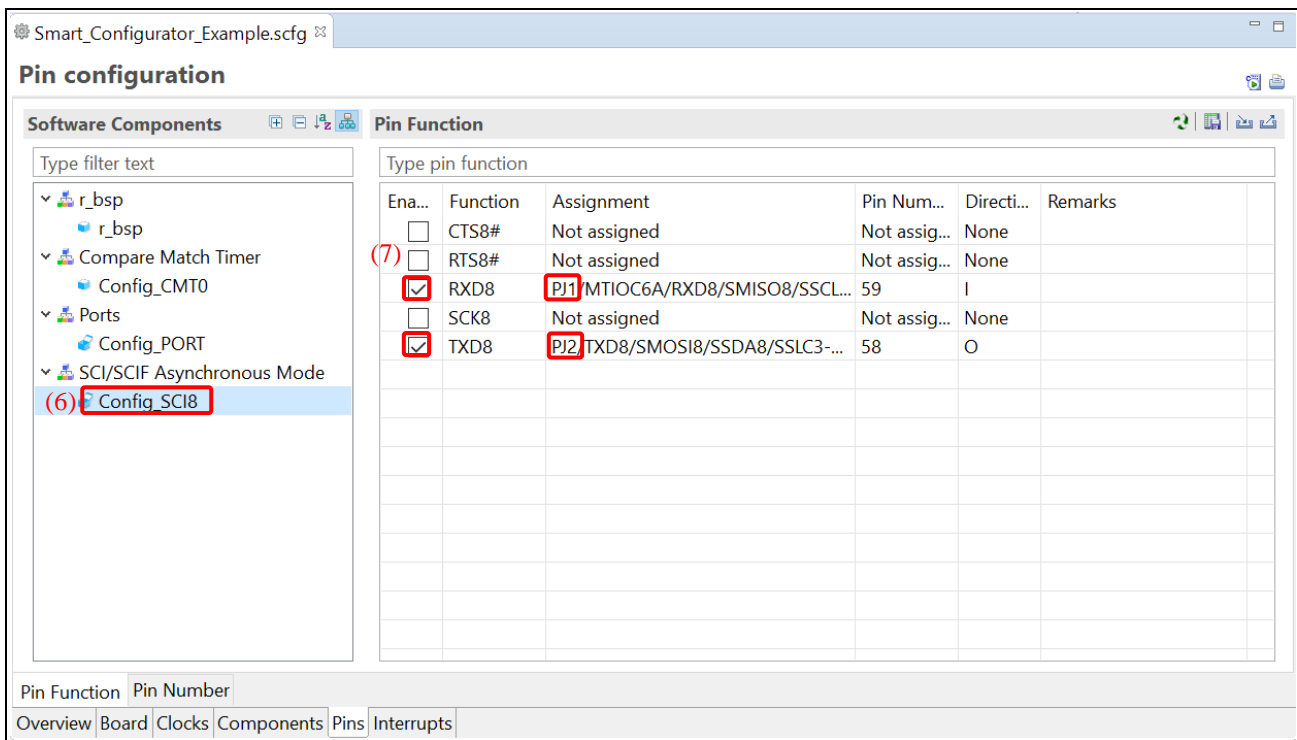 Smart_Configurator_Example.scfg
Pin configuration
Software Components
Type filter text
r_bsp
r_bsp
Compare Match Timer
Config_CMT0
Ports
Config_PORT
SCI/SCIF Asynchronous Mode
(6) Config_SCI8
Pin Function
Type pin function
Ena... Function Assignment Pin Num... Directi... Remarks
CTS8# Not assigned Not assig... None
(7) RTS8# Not assigned Not assig... None
RXD8 PJ1/MTIOC6A/RXD8/SMISO8/SSCL... 59 I
SCK8 Not assigned Not assig... None
TXD8 PJ2/TXD8/SMOSI8/SSDA8/SSLC3-... 58 O
Pin Function Pin Number
Overview Board Clocks Components Pins Interrupts